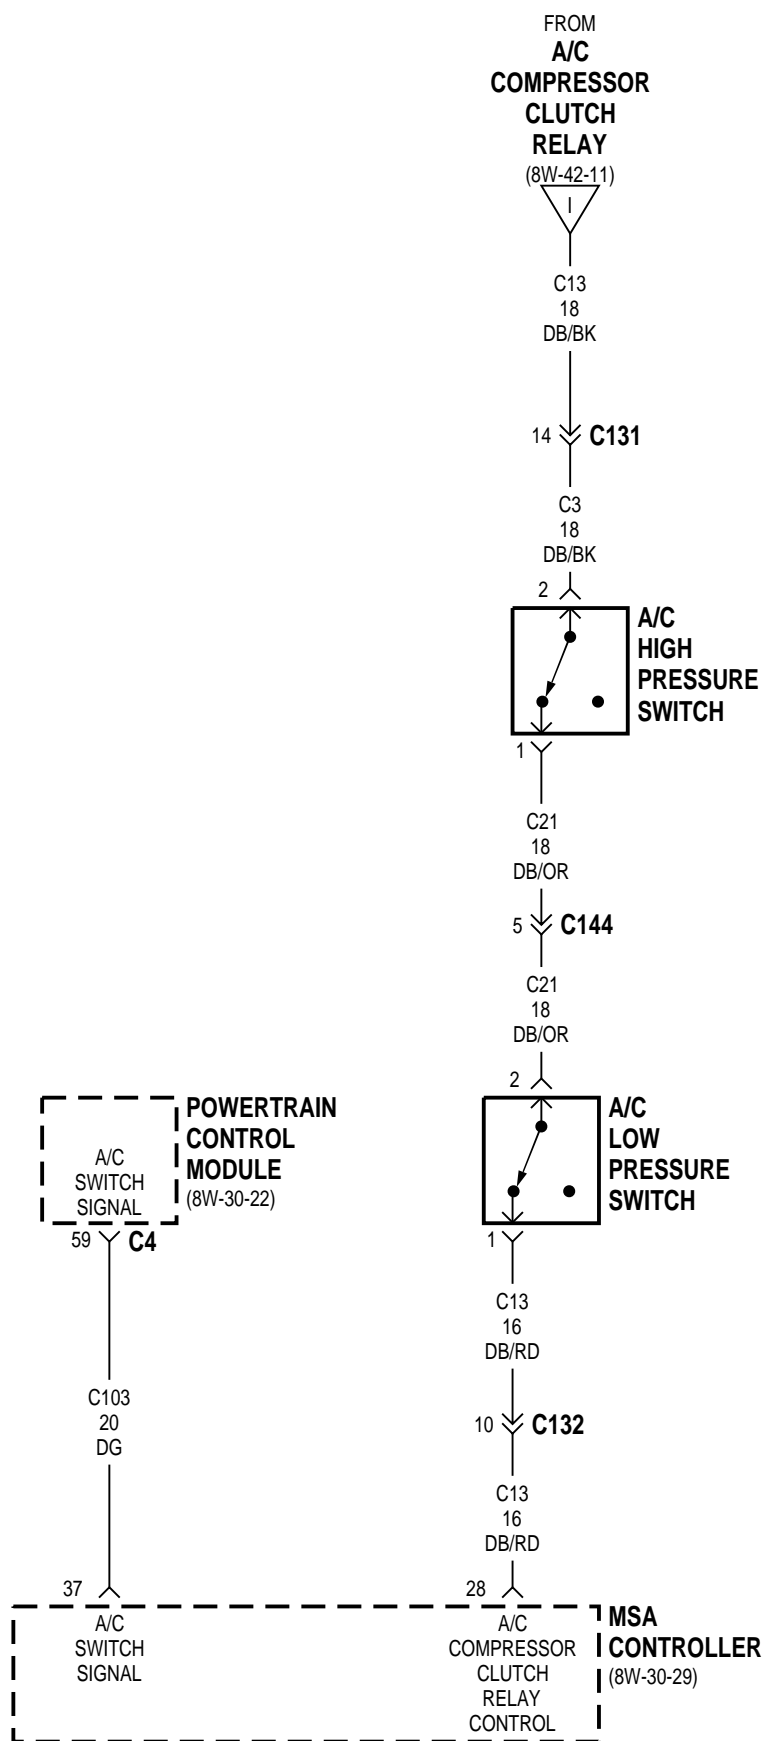 FROM
A/C
COMPRESSOR
CLUTCH
RELAY
(8W-42-11)
I
C13
18
DB/BK
14 C131
C3
18
DB/BK
2
A/C
HIGH
PRESSURE
SWITCH
1
C21
18
DB/OR
5 C144
C21
18
DB/OR
2
A/C
LOW
PRESSURE
SWITCH
1
C13
16
DB/RD
10 C132
C13
16
DB/RD
28
POWERTRAIN
CONTROL
MODULE
(8W-30-22)
A/C
SWITCH
SIGNAL
59 C4
C103
20
DG
37
A/C
SWITCH
SIGNAL
A/C
COMPRESSOR
CLUTCH
RELAY
CONTROL
MSA
CONTROLLER
(8W-30-29)